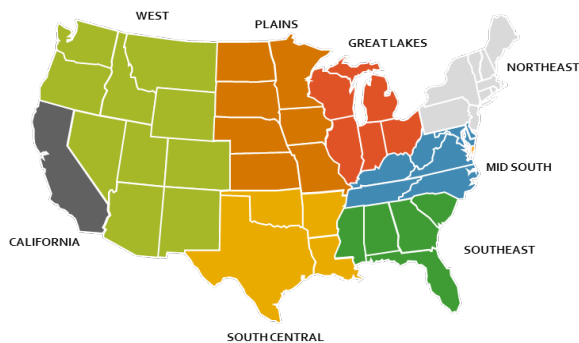 WEST
PLAINS
GREAT LAKES
NORTHEAST
MID SOUTH
CALIFORNIA
SOUTHEAST
SOUTH CENTRAL